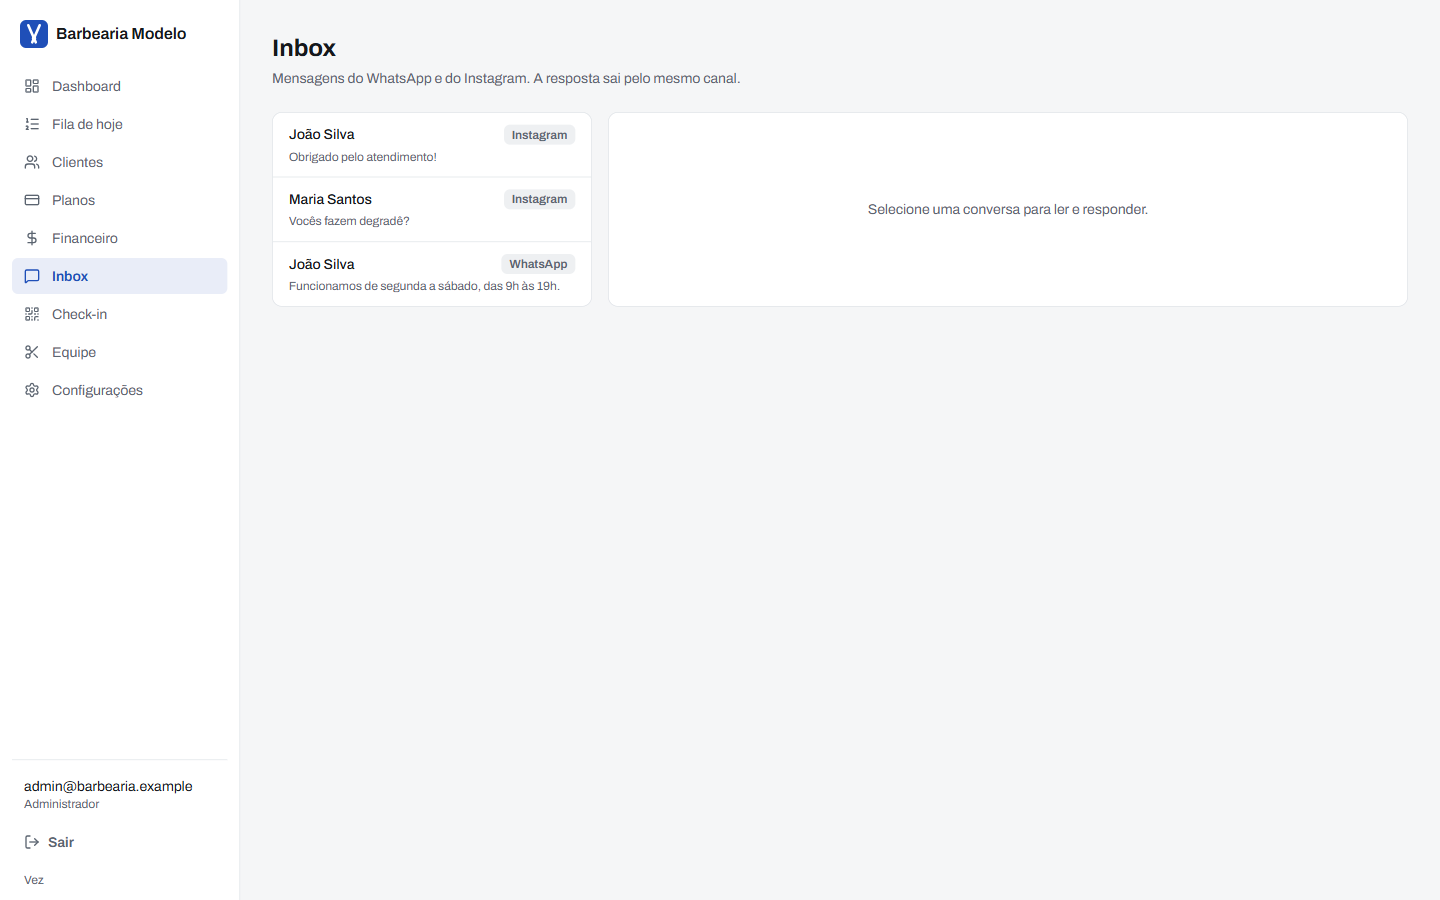 Barbearia Modelo
Dashboard
Fila de hoje
Clientes
Planos
Financeiro
Inbox
Check-in
Equipe
Configurações
admin@barbearia.example
Administrador
Sair
Vez
Inbox
Mensagens do WhatsApp e do Instagram. A resposta sai pelo mesmo canal.
João Silva Instagram
Obrigado pelo atendimento!
Maria Santos Instagram
Vocês fazem degradê?
João Silva WhatsApp
Funcionamos de segunda a sábado, das 9h às 19h.
Selecione uma conversa para ler e responder.